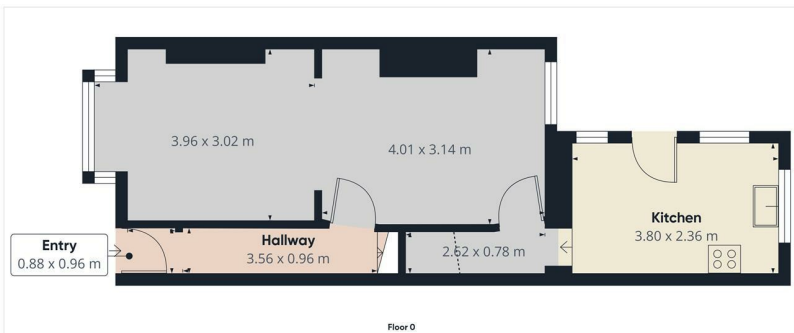 3.96 x 3.02 m
4.01 x 3.14 m
Entry
0.88 x 0.96 m
Hallway
3.56 x 0.96 m
2.62 x 0.78 m
Kitchen
3.80 x 2.36 m
Floor 0